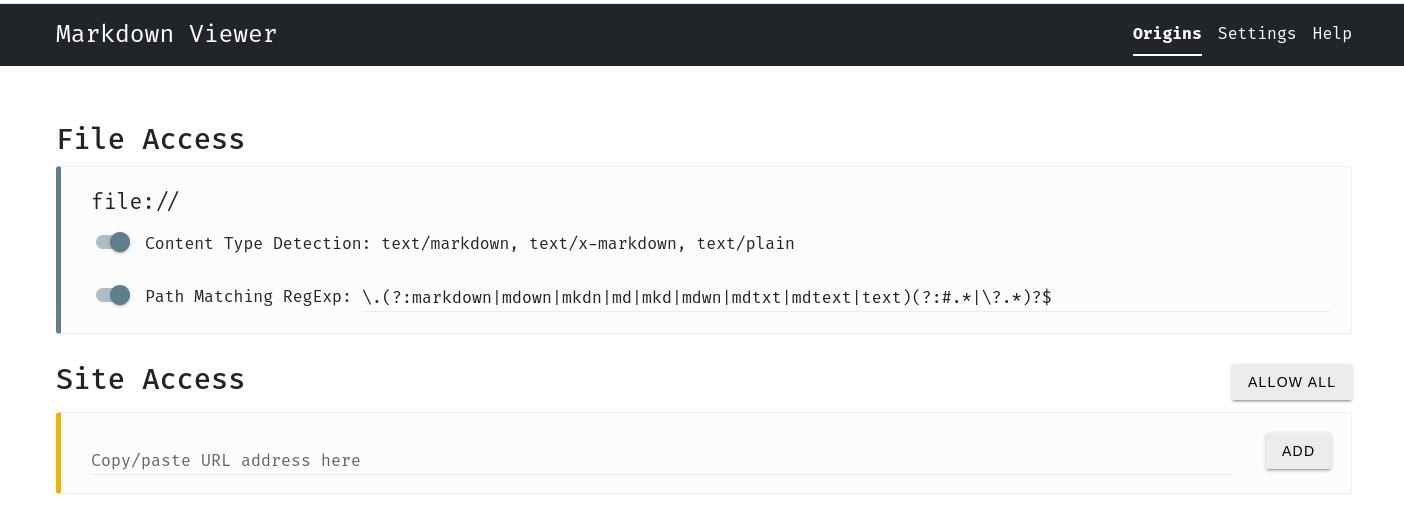 Markdown Viewer
Origins Settings Help
File Access
file://
Content Type Detection: text/markdown, text/x-markdown, text/plain
Path Matching RegExp: \.(?:markdown|mdown|mkdn|md|mkd|mdwn|mdtxt|mdtext|text)(?:#.*|\?.*)?$
Site Access
ALLOW ALL
Copy/paste URL address here
ADD